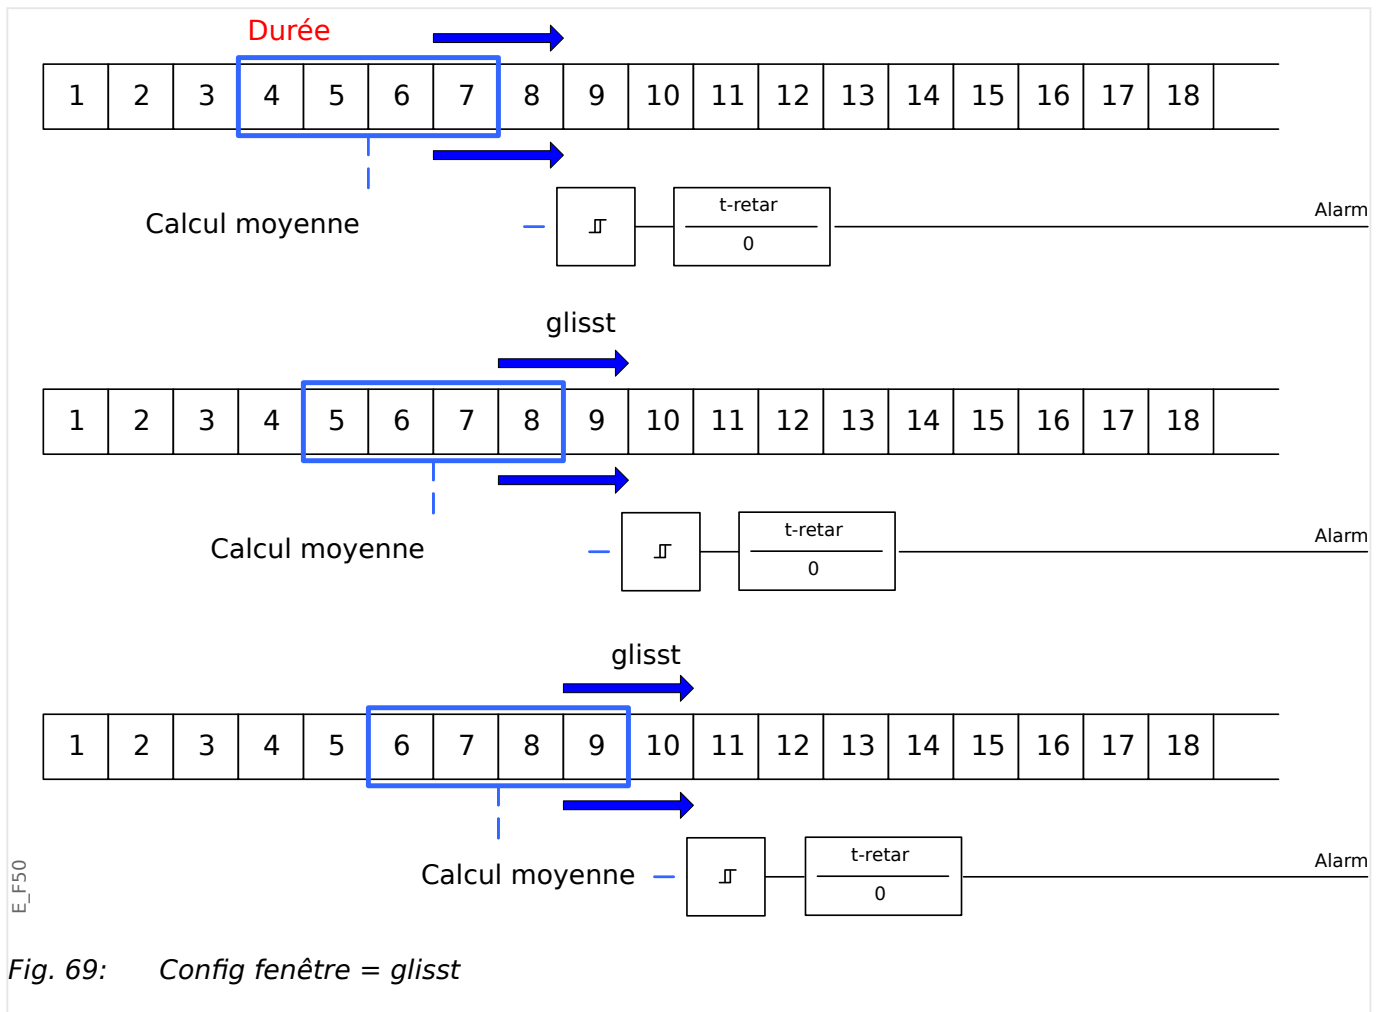 Durée
1 2 3 4 5 6 7 8 9 10 11 12 13 14 15 16 17 18
Calcul moyenne
t-retar
0
Alarm
glisst
1 2 3 4 5 6 7 8 9 10 11 12 13 14 15 16 17 18
Calcul moyenne
t-retar
0
Alarm
glisst
1 2 3 4 5 6 7 8 9 10 11 12 13 14 15 16 17 18
Calcul moyenne
t-retar
0
Alarm
E_F50
Fig. 69: Config fenêtre = glisst